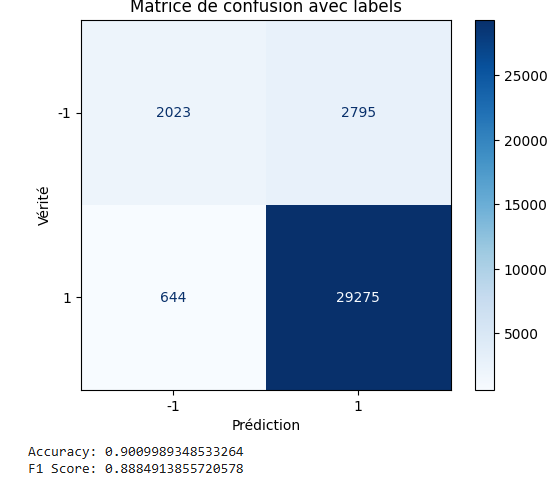 Matrice de confusion avec labels
-1
2023
2795
Vérité
1
644
29275
-1
1
Prédiction
25000
20000
15000
10000
5000
Accuracy: 0.9009989348533264
F1 Score: 0.8884913855720578